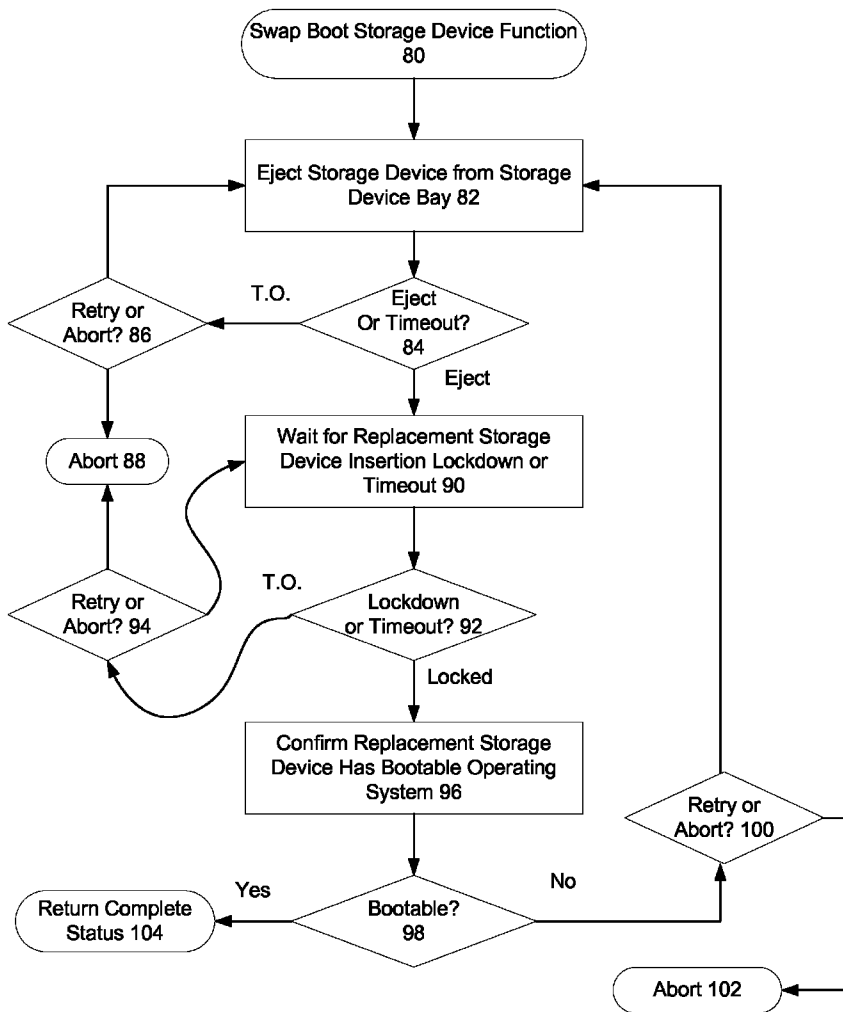 Swap Boot Storage Device Function
80
Eject Storage Device from Storage
Device Bay 82
T.O.
Eject
Or Timeout?
84
Retry or
Abort? 86
Eject
Wait for Replacement Storage
Device Insertion Lockdown or
Timeout 90
Abort 88
T.O.
Lockdown
or Timeout? 92
Retry or
Abort? 94
Locked
Confirm Replacement Storage
Device Has Bootable Operating
System 96
Retry or
Abort? 100
Yes
No
Bootable?
98
Return Complete
Status 104
Abort 102